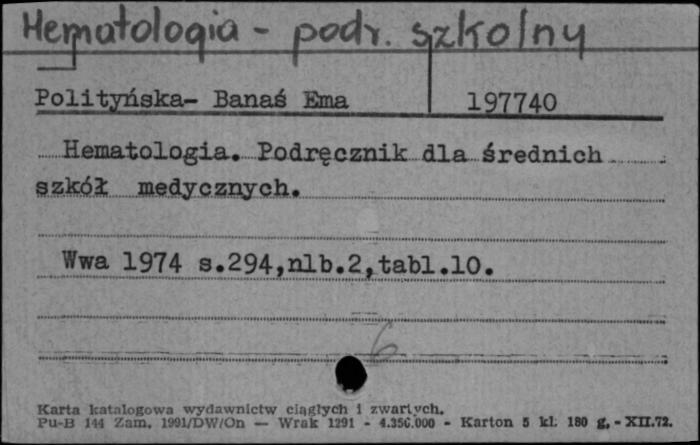 Hematologia - podr. szkolny
Polityńska- Banaś Ema 197740
Hematologia. Podręcznik dla średnich
szkół medycznych.
Wwa 1974 s.294,nlb.2,tabl.10.
6
Karta katalogowa wydawnictw ciągłych i zwartych.
Pu-B 144 Zam. 1991/DW/On — Wrak 1291 - 4.356.000 - Karton 5 kl. 180 g. - XII.72.